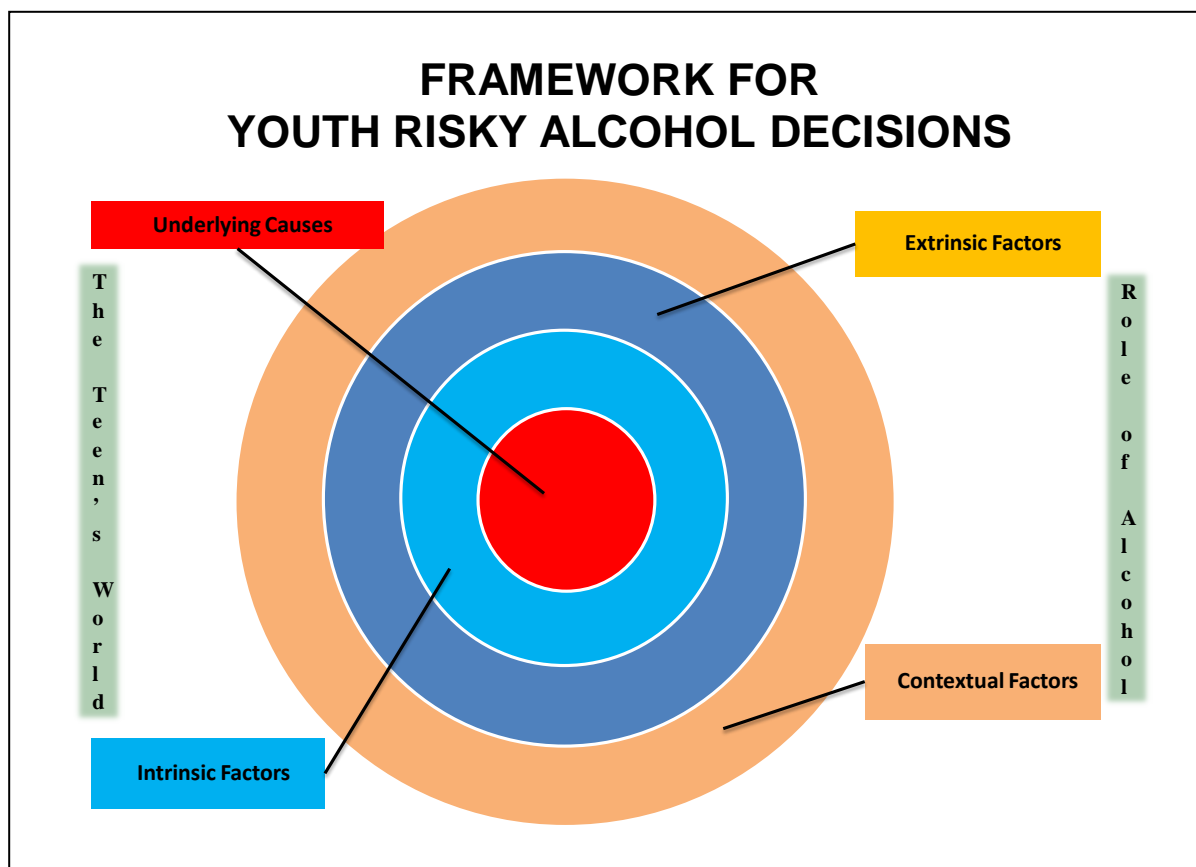 FRAMEWORK FOR
YOUTH RISKY ALCOHOL DECISIONS
Underlying Causes
Extrinsic Factors
The Teen’s World
Role of Alcohol
Contextual Factors
Intrinsic Factors